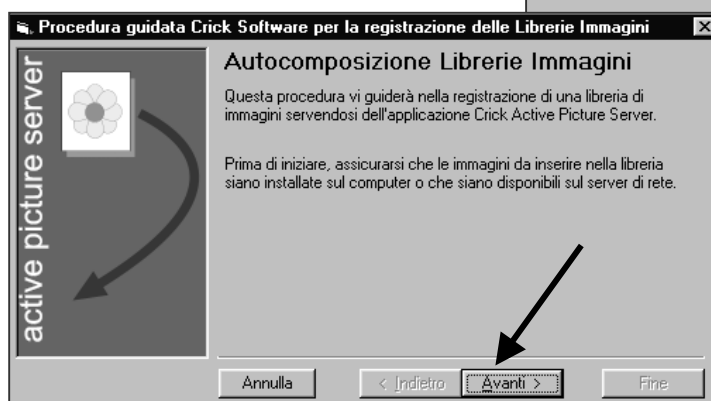 Procedura guidata Crick Software per la registrazione delle Librerie Immagini
active picture server
Autocomposizione Librerie Immagini
Questa procedura vi guiderà nella registrazione di una libreria di
immagini servendosi dell'applicazione Crick Active Picture Server.
Prima di iniziare, assicurarsi che le immagini da inserire nella libreria
siano installate sul computer o che siano disponibili sul server di rete.
Annulla
< Indietro
Avanti >
Fine